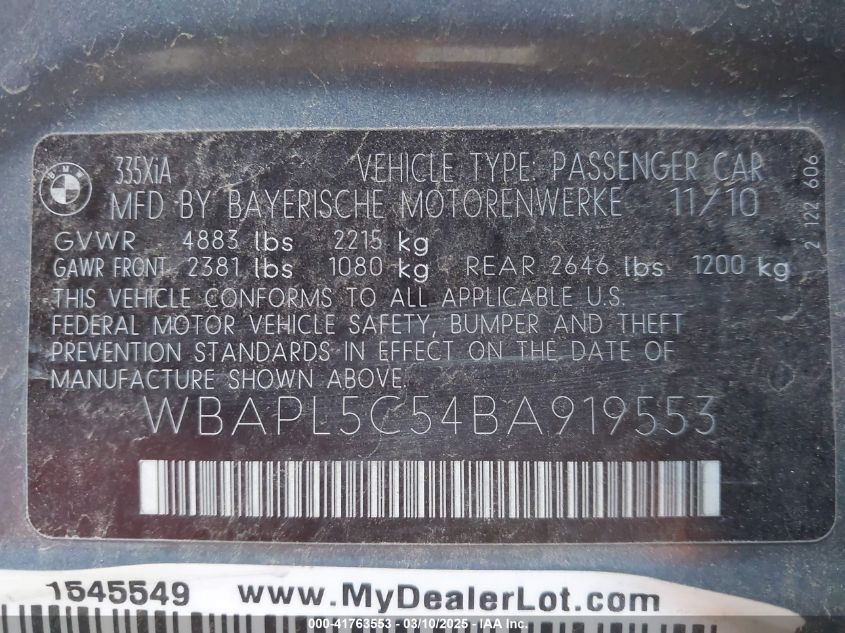 BMW
335XiA VEHICLE TYPE: PASSENGER CAR
MFD BY BAYERISCHE MOTORENWERKE 11/10
GVWR 4883 lbs 2215 kg
GAWR FRONT 2381 lbs 1080 kg REAR 2646 lbs 1200 kg
THIS VEHICLE CONFORMS TO ALL APPLICABLE U.S.
FEDERAL MOTOR VEHICLE SAFETY, BUMPER AND THEFT
PREVENTION STANDARDS IN EFFECT ON THE DATE OF
MANUFACTURE SHOWN ABOVE.
WBAPL5C54BA919553
2 122 606
1545549 www.MyDealerLot.com
000-41763553 - 03/10/2025 - IAA Inc.